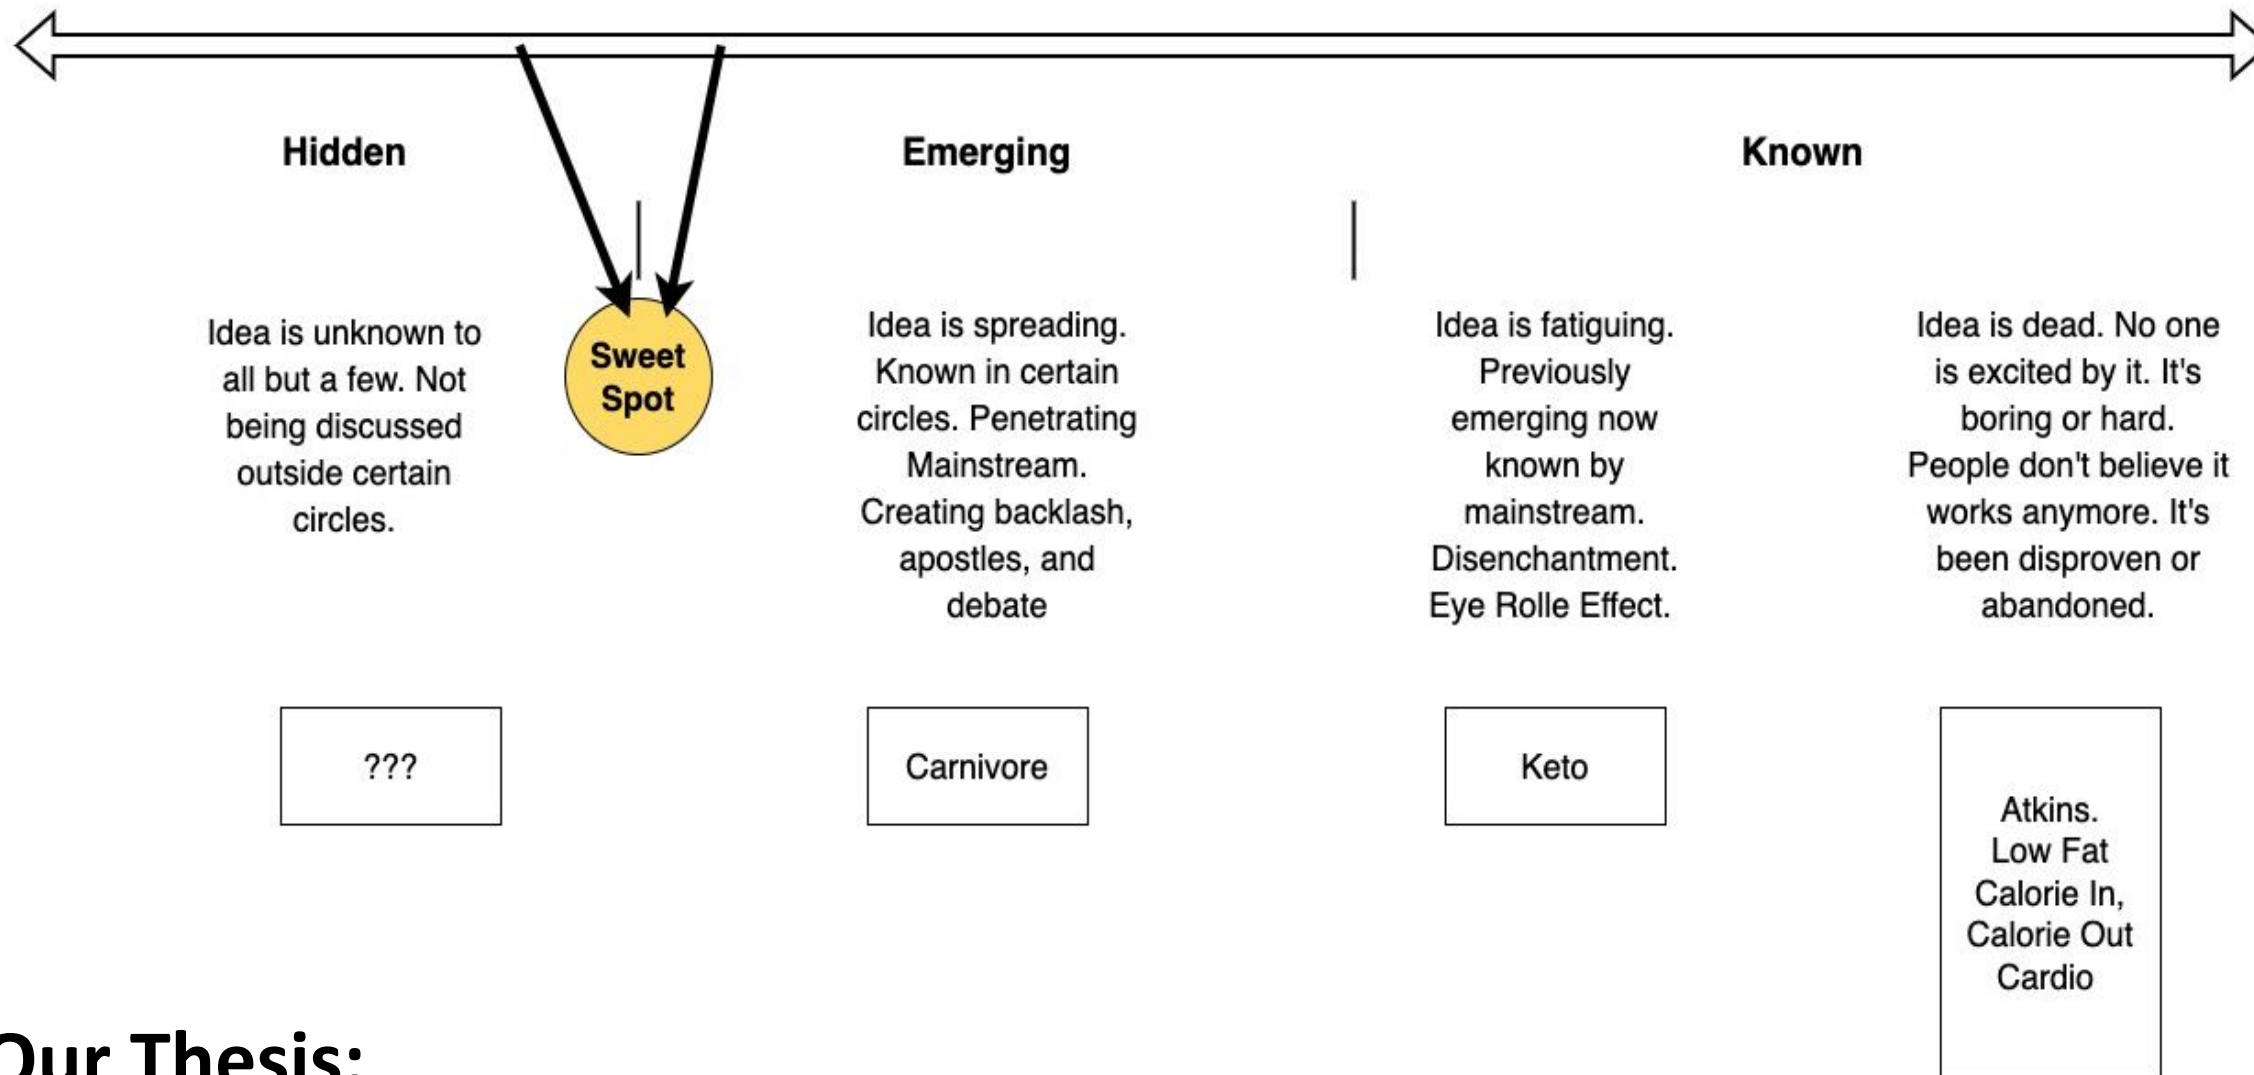 Hidden
Emerging
Known
Idea is unknown to
all but a few. Not
being discussed
outside certain
circles.
Sweet
Spot
Idea is spreading.
Known in certain
circles. Penetrating
Mainstream.
Creating backlash,
apostles, and
debate
Idea is fatiguing.
Previously
emerging now
known by
mainstream.
Disenchantment.
Eye Rolle Effect.
Idea is dead. No one
is excited by it. It's
boring or hard.
People don't believe it
works anymore. It's
been disproven or
abandoned.
???
Carnivore
Keto
Atkins.
Low Fat
Calorie In,
Calorie Out
Cardio
Our Thesis: